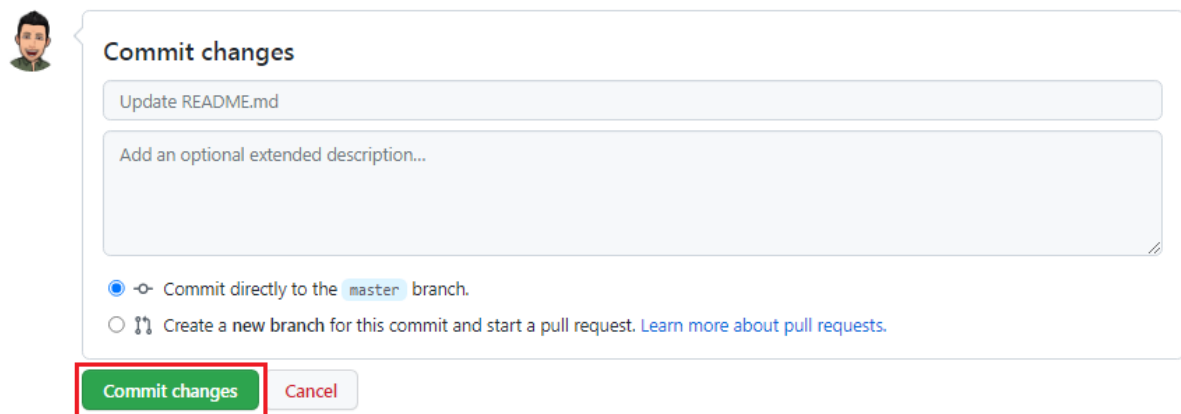 Commit changes
Update README.md
Add an optional extended description...
Commit directly to the master branch.
Create a new branch for this commit and start a pull request. Learn more about pull requests.
Commit changes Cancel